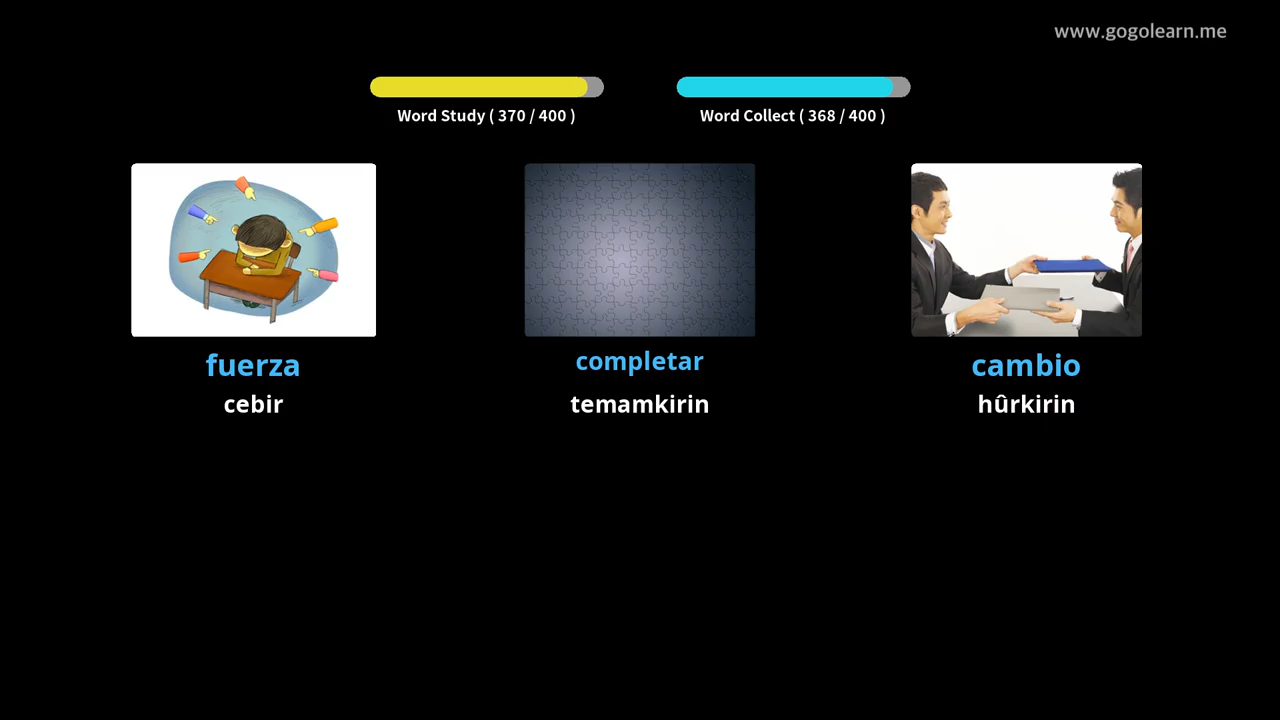 www.gogolearn.me
Word Study ( 370 / 400 )
Word Collect ( 368 / 400 )
fuerza
cebir
completar
temamkirin
cambio
hûrkirin